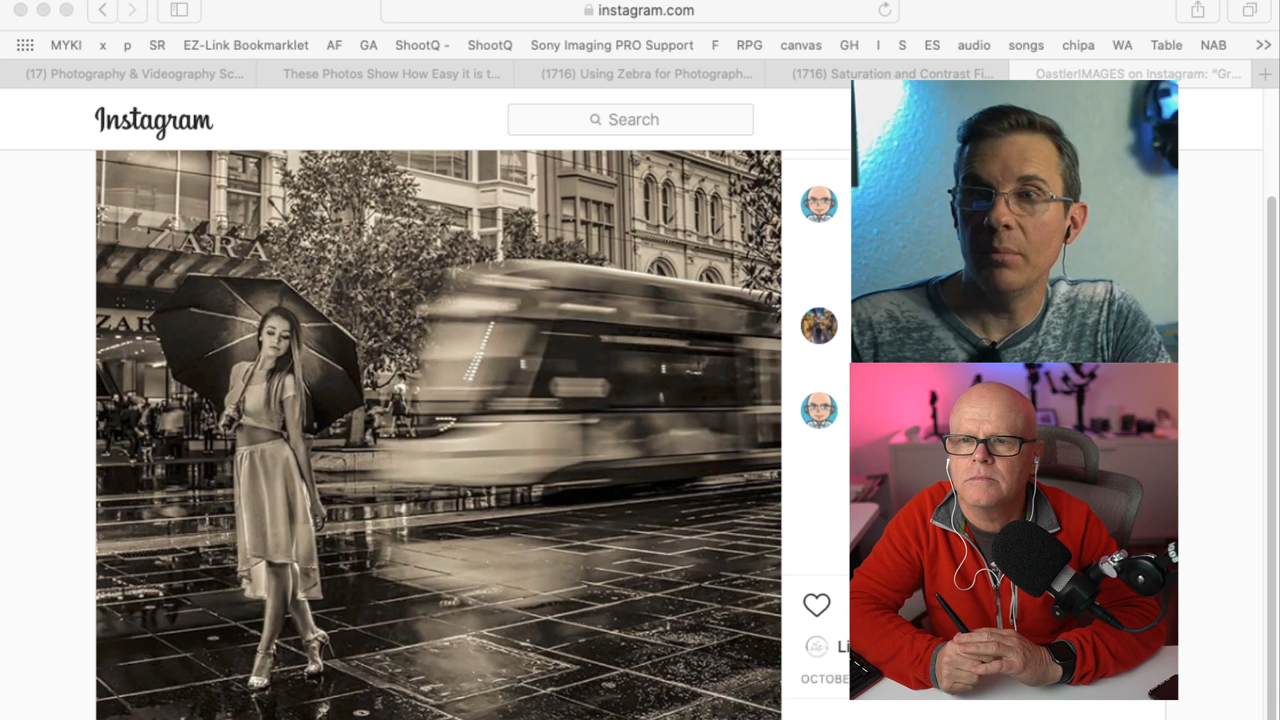 instagram.com
MYKI x p SR EZ-Link Bookmarklet AF GA ShootQ - ShootQ Sony Imaging PRO Support F RPG canvas GH I S ES audio songs chipa WA Table NAB >>
(17) Photography & Videography Sc... These Photos Show How Easy it is t... (1716) Using Zebra for Photograph... (1716) Saturation and Contrast Fi... OastlerIMAGES on Instagram: “Gr... +
Instagram
Search
ZARA
ZAR
Li
OCTOBE